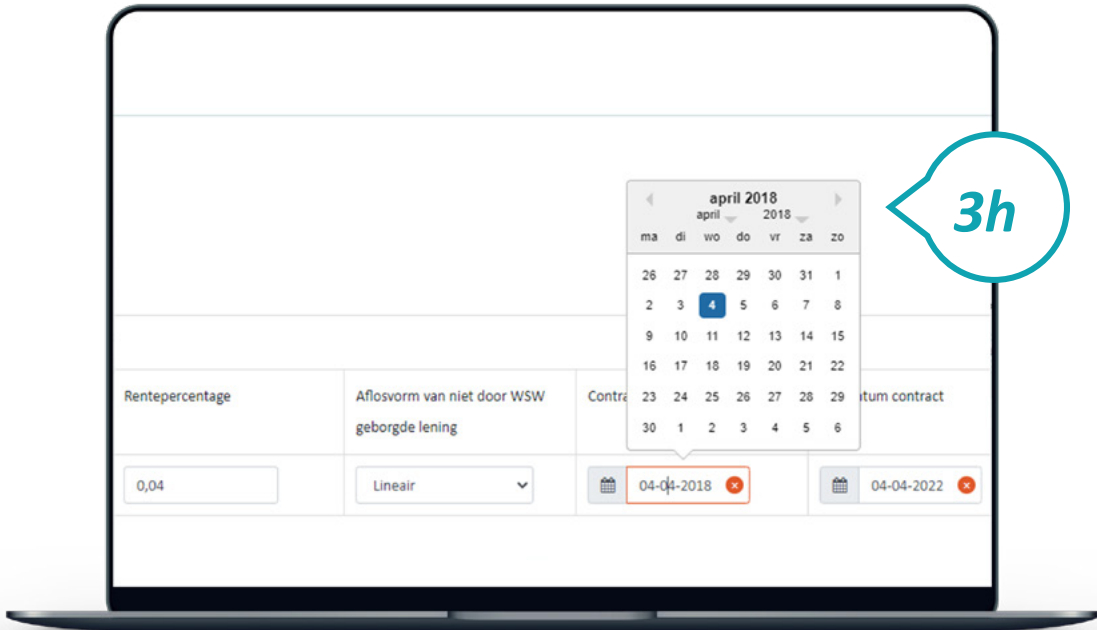 april 2018
april 2018
ma di wo do vr za zo
26 27 28 29 30 31 1
2 3 4 5 6 7 8
9 10 11 12 13 14 15
16 17 18 19 20 21 22
23 24 25 26 27 28 29
30 1 2 3 4 5 6
3h
Rentepercentage
Aflosvorm van niet door WSW
geborgde lening
Contra
tum contract
0,04
Lineair
04-04-2018
04-04-2022